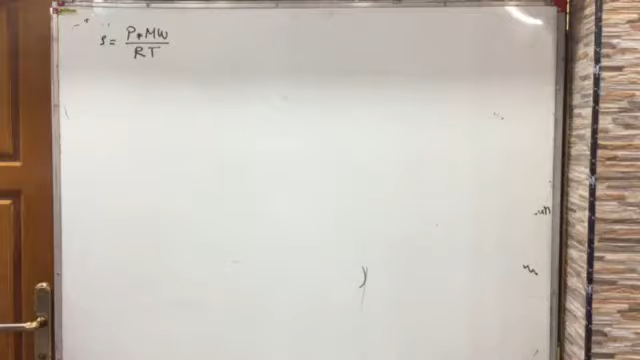 ρ = P * MW / RT